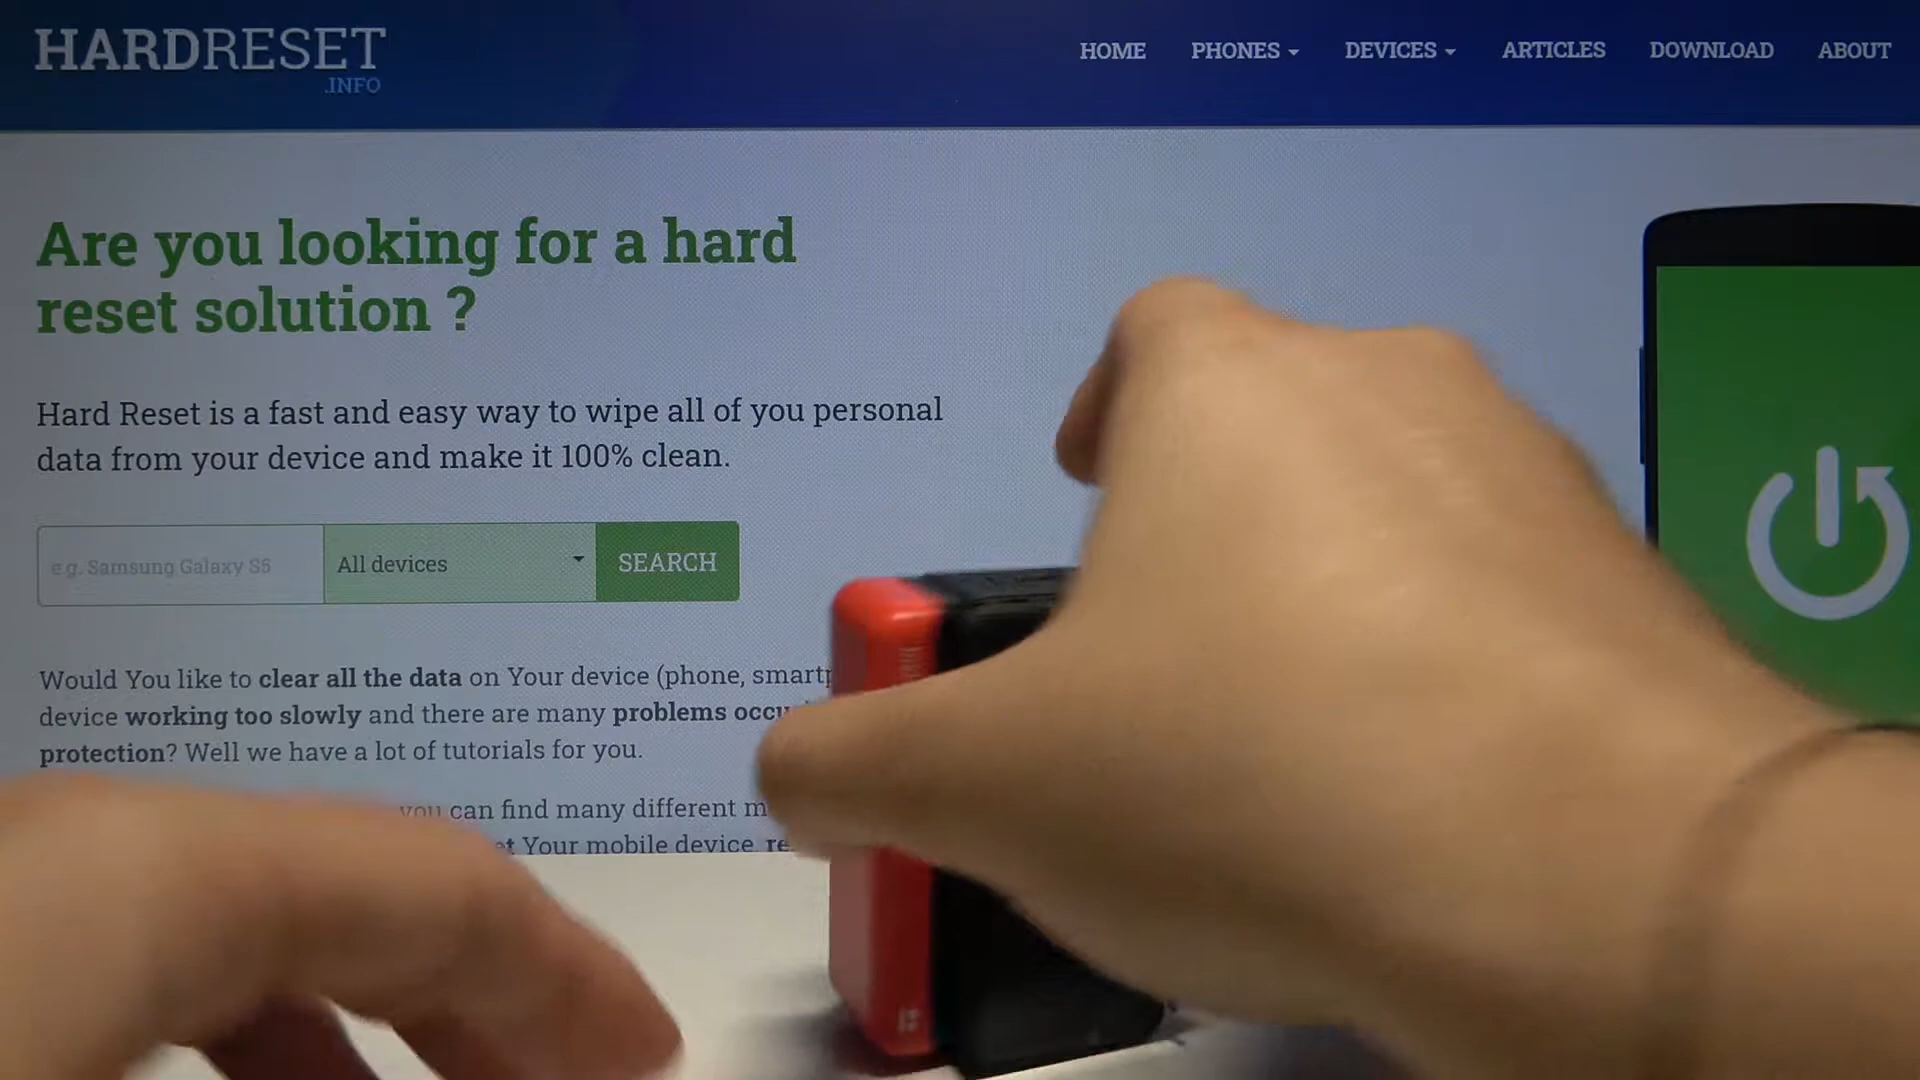 HARDRESET
.INFO
HOME PHONES DEVICES ARTICLES DOWNLOAD ABOUT
Are you looking for a hard
reset solution ?
Hard Reset is a fast and easy way to wipe all of you personal
data from your device and make it 100% clean.
e.g. Samsung Galaxy S5 All devices SEARCH
Would You like to clear all the data on Your device (phone,
device working too slowly and there are many problems
protection? Well we have a lot of tutorials for you.
you can find many different
Your mobile device